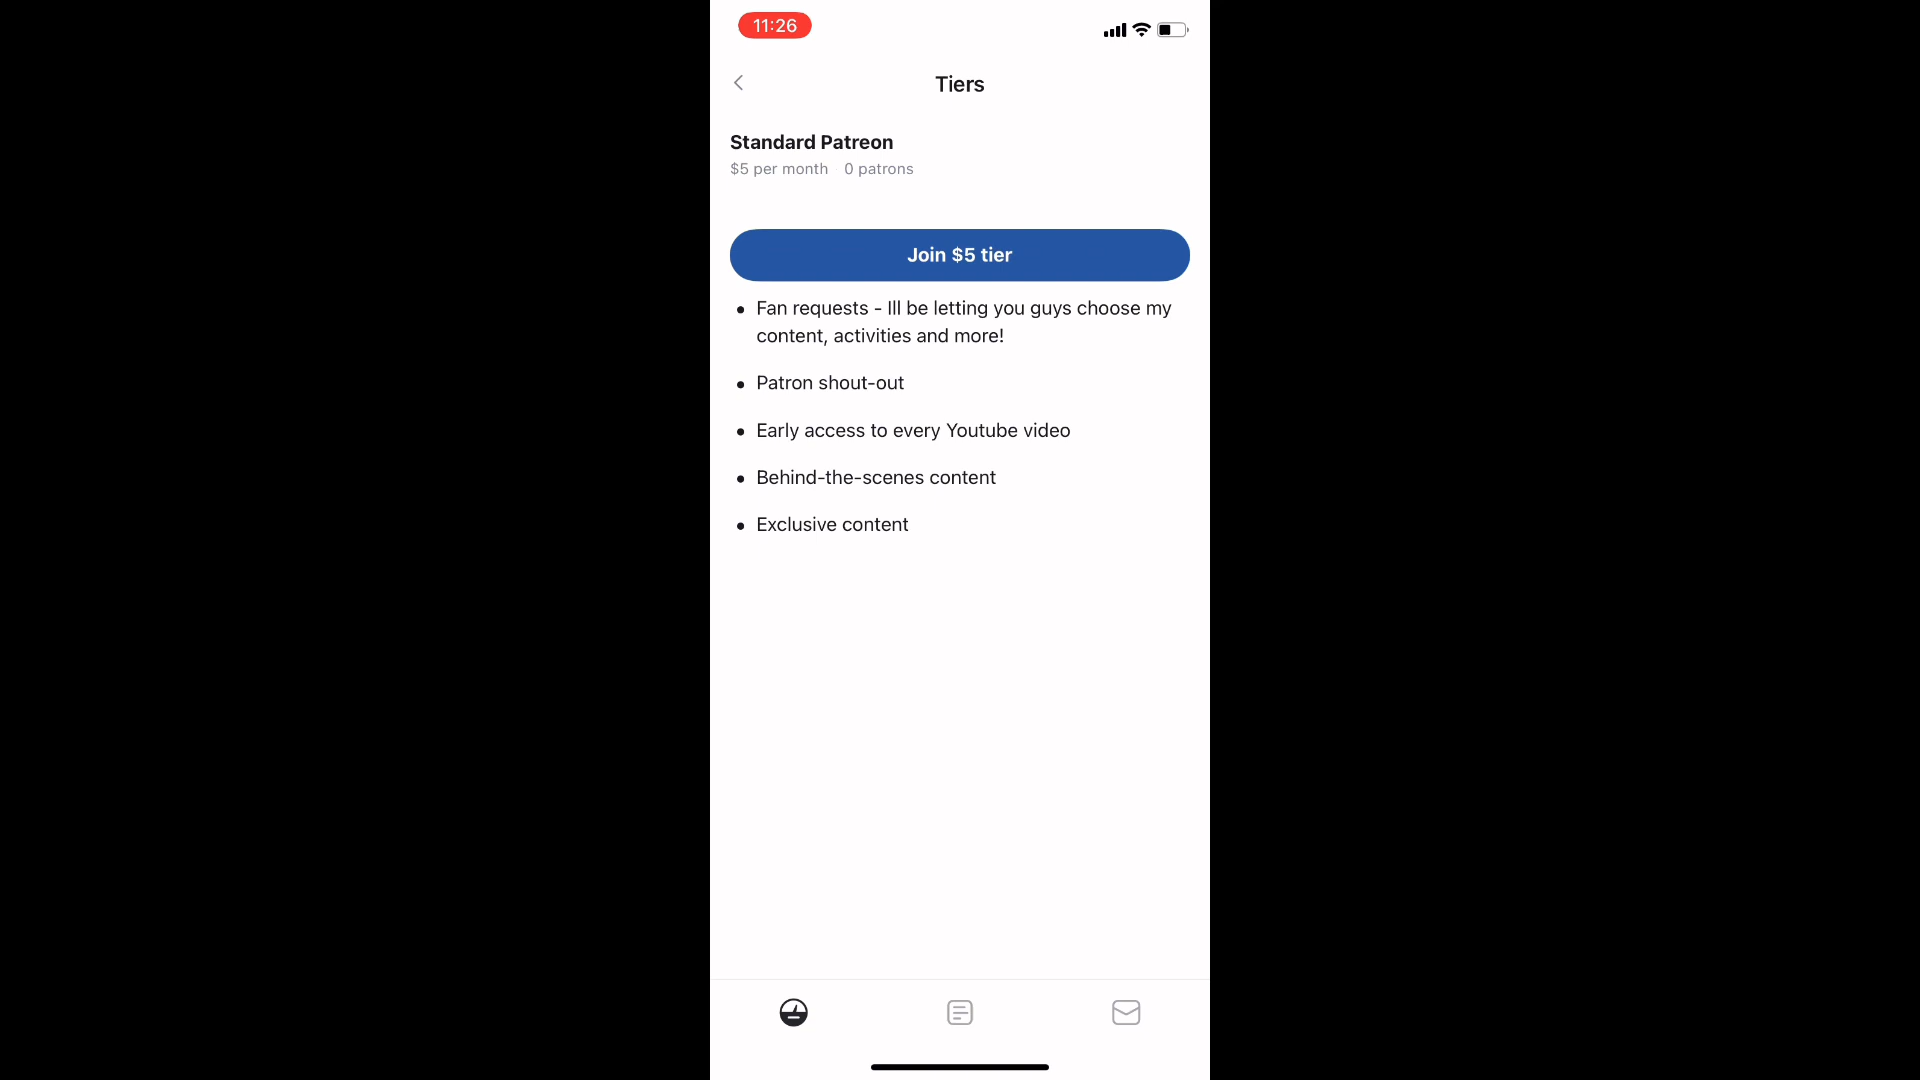 11:26
Tiers
Standard Patreon
$5 per month 0 patrons
Join $5 tier
• Fan requests - Ill be letting you guys choose my
content, activities and more!
• Patron shout-out
• Early access to every Youtube video
• Behind-the-scenes content
• Exclusive content